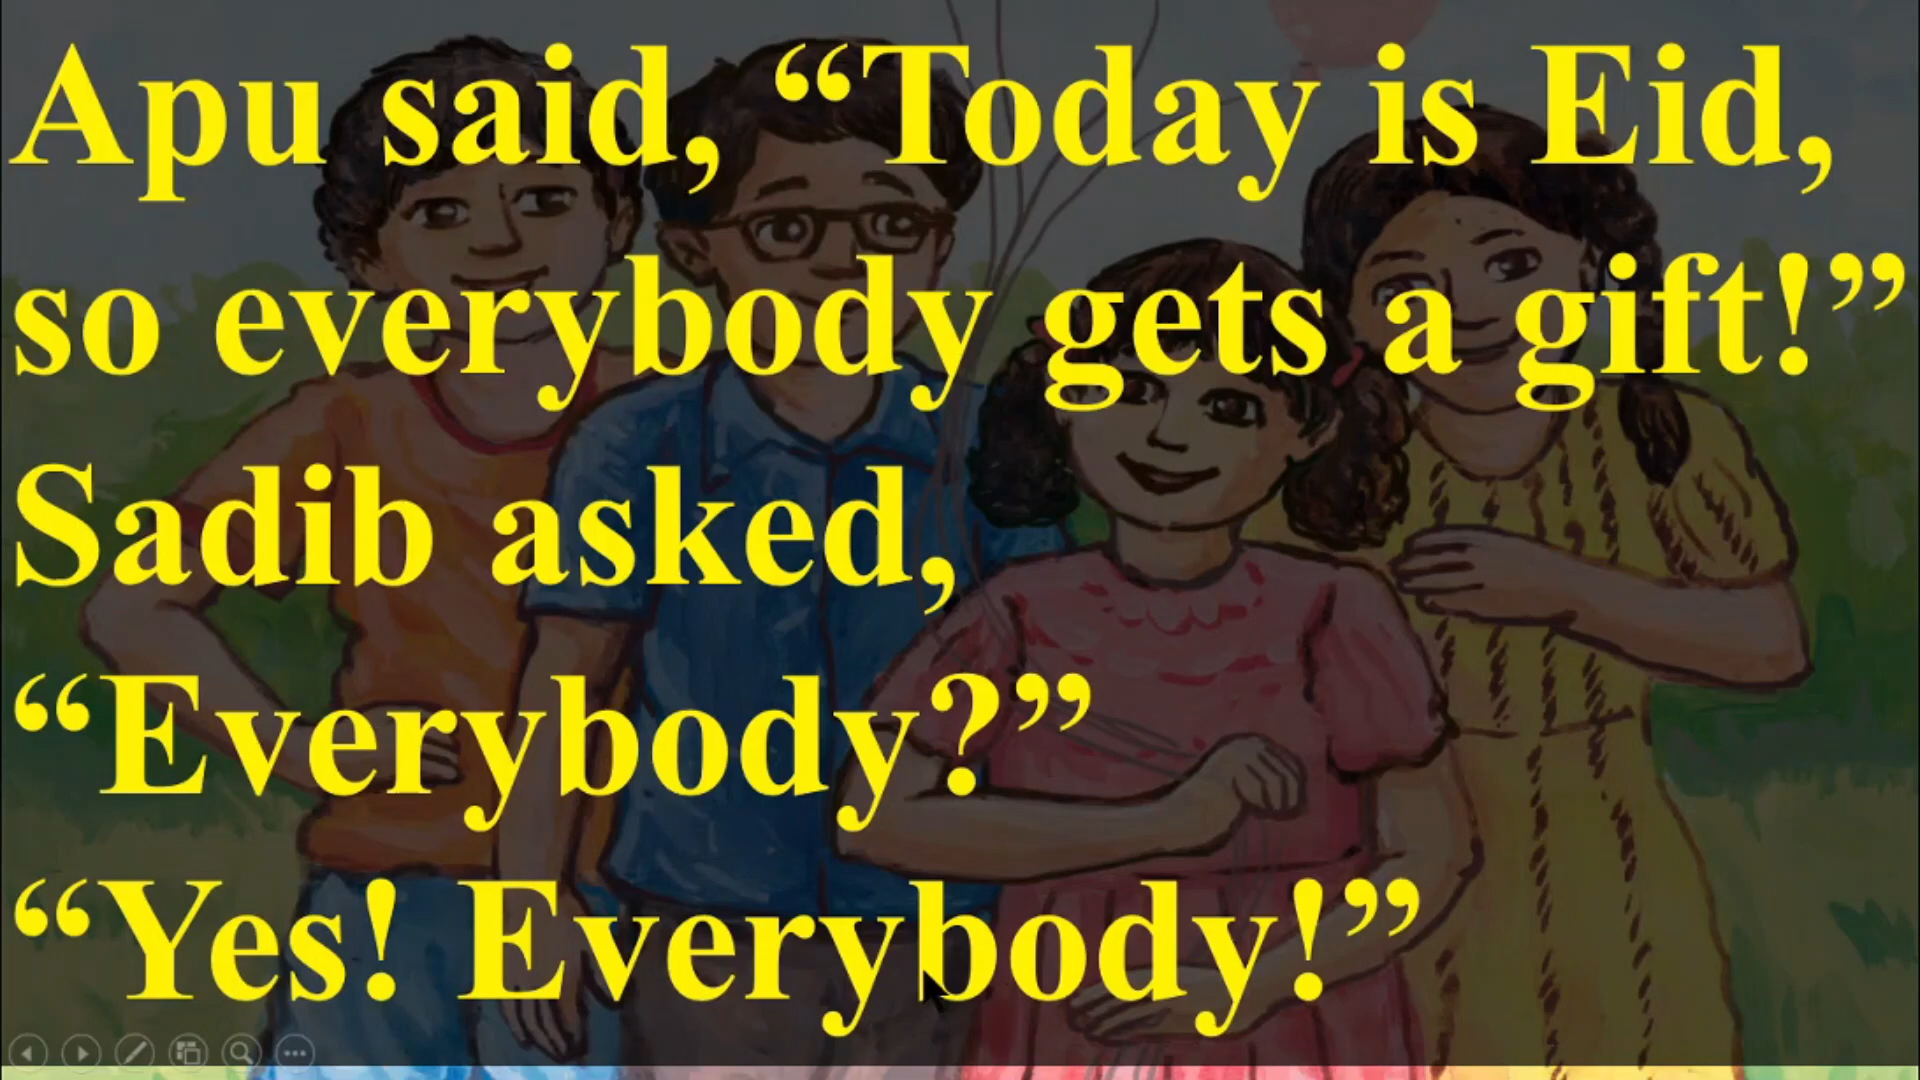 Apu said, “Today is Eid,
so everybody gets a gift!”
Sadib asked,
“Everybody?”
“Yes! Everybody!”